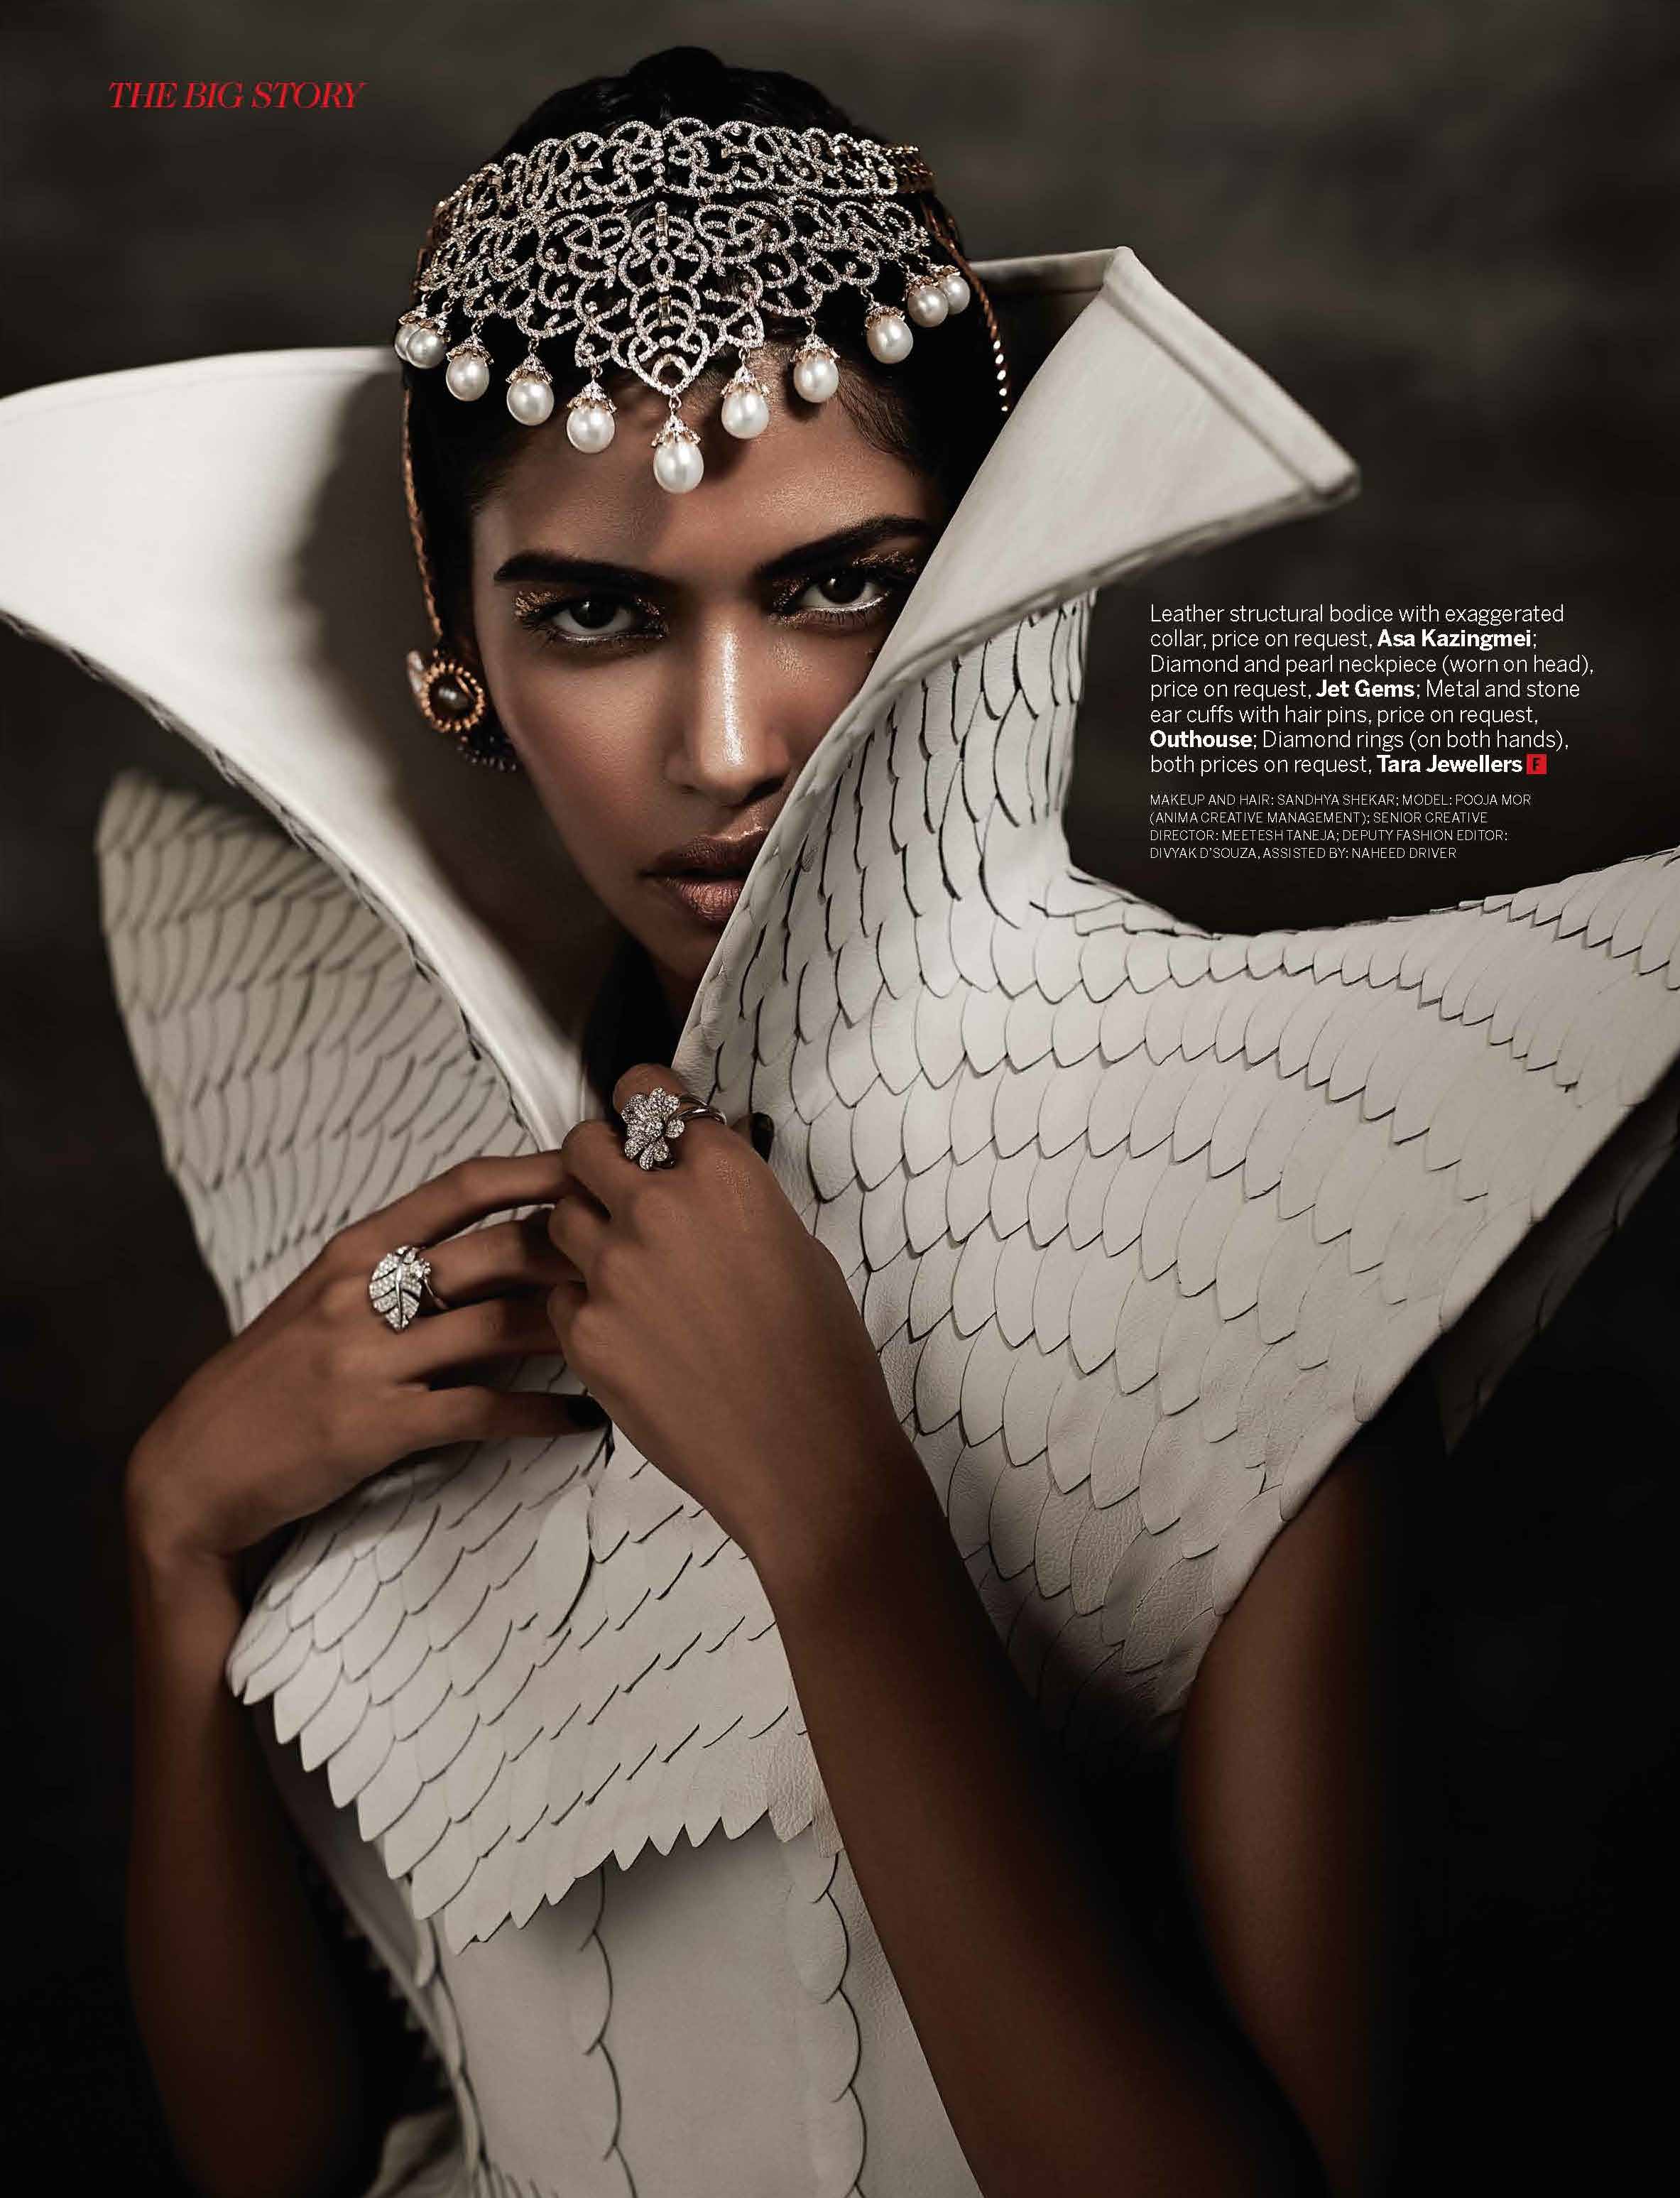 THE BIG STORY
Leather structural bodice with exaggerated
collar, price on request, Asa Kazingmei;
Diamond and pearl neckpiece (worn on head),
price on request, Jet Gems; Metal and stone
ear cuffs with hair pins, price on request,
Outhouse; Diamond rings (on both hands),
both prices on request, Tara Jewellers F
MAKEUP AND HAIR: SANDHYA SHEKAR; MODEL: POOJA MOR
(ANIMA CREATIVE MANAGEMENT); SENIOR CREATIVE
DIRECTOR: MEETESH TANEJA; DEPUTY FASHION EDITOR:
DIVYAK D'SOUZA, ASSISTED BY: NAHEED DRIVER